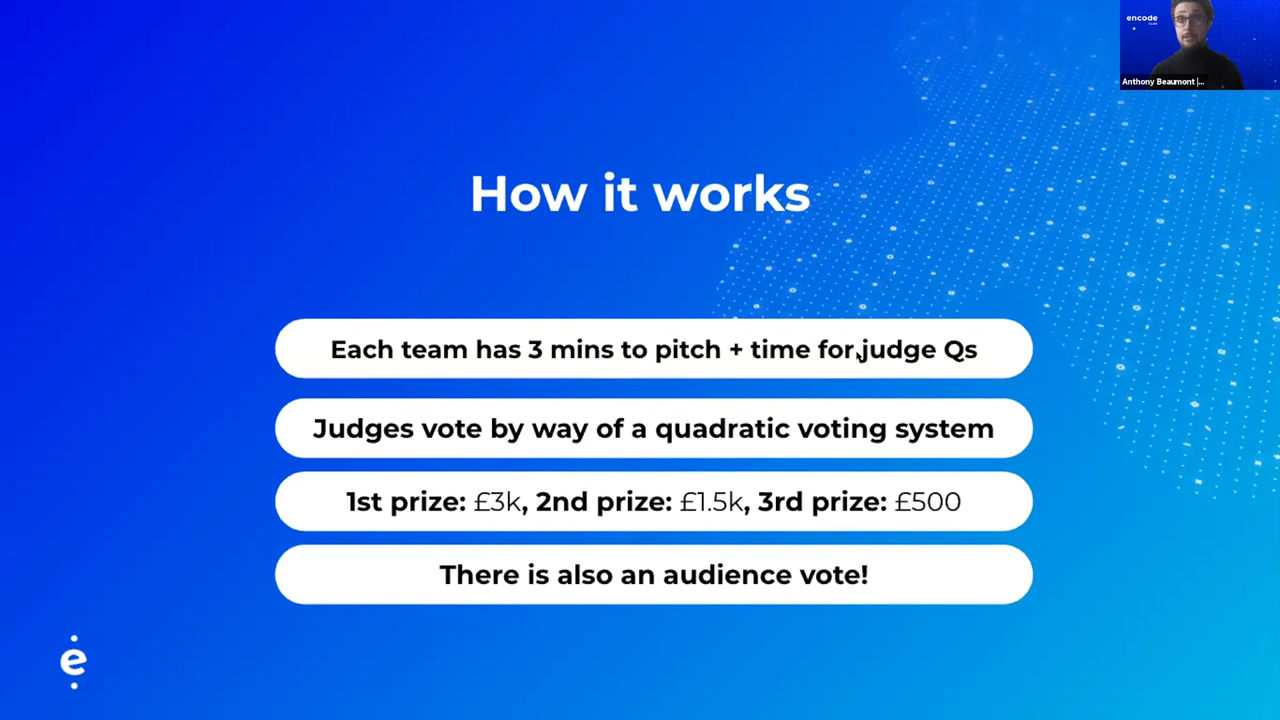 encode
Anthony Beaumont |...
How it works
Each team has 3 mins to pitch + time for judge Qs
Judges vote by way of a quadratic voting system
1st prize: £3k, 2nd prize: £1.5k, 3rd prize: £500
There is also an audience vote!
e